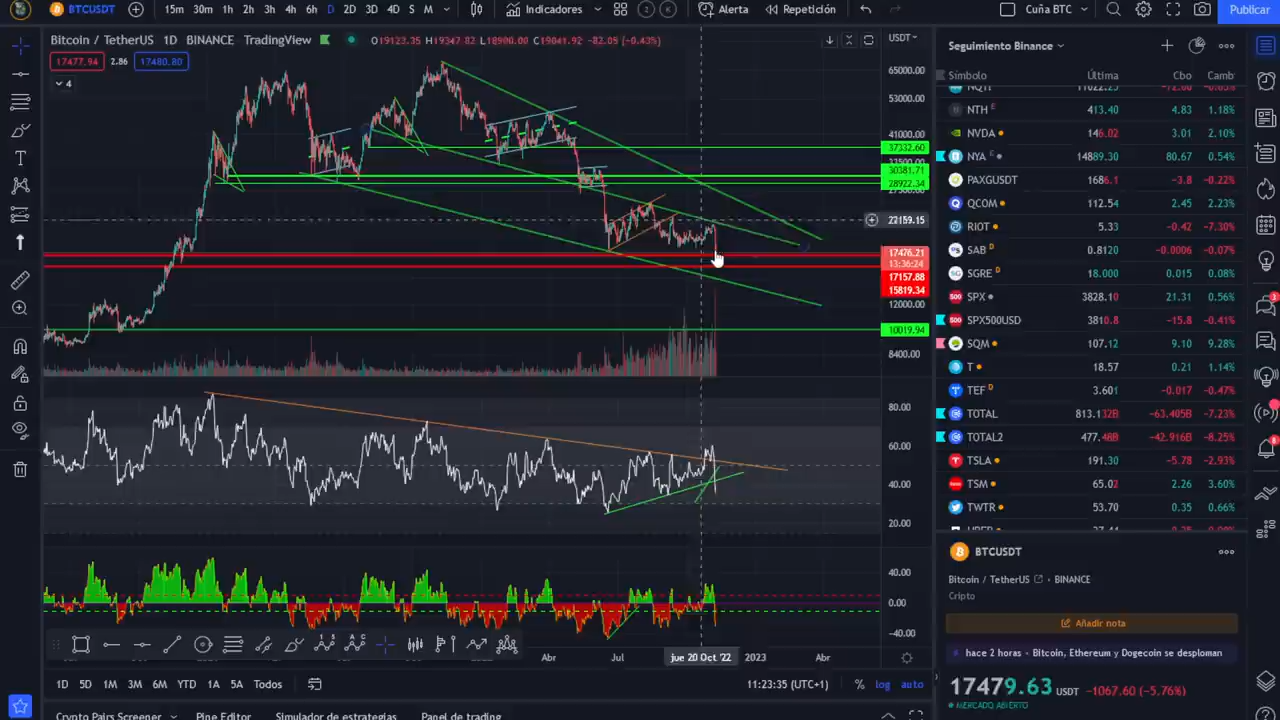 BTCUSDT 15m 30m 1h 2h 3h 4h 6h D 2D 3D 4D S M Indicadores 2 K Alerta Repetición Cuña BTC Publicar
Bitcoin / TetherUS 1D BINANCE TradingView O19123.35 H19347.82 L18900.00 C19041.92 -82.05 (-0.43%) USDT
17477.94 2.86 17480.80
4
65000.00
53000.00
41000.00
37332.60
30381.71
28922.34
22159.15
17476.21
13:36:24
17157.88
15819.34
12000.00
10019.94
8400.00
80.00
60.00
40.00
20.00
40.00
0.00
-40.00
Abr Jul jue 20 Oct '22 2023 Abr
1D 5D 1M 3M 6M YTD 1A 5A Todos 11:23:35 (UTC+1) % log auto
Crypto Pairs Screener Pine Editor Simulador de estrategias Panel de trading
Seguimiento Binance
Símbolo Última Cbo Camb
NTH E 413.40 4.83 1.18%
NVDA 146.02 3.01 2.10%
NYA 14889.30 80.67 0.54%
PAXGUSDT 1686.1 -3.8 -0.22%
QCOM 112.54 2.45 2.23%
RIOT 5.33 -0.42 -7.30%
SAB D 0.8120 -0.0006 -0.07%
SGRE D 18.000 0.015 0.08%
SPX 3828.10 21.31 0.56%
SPX500USD 3810.8 -15.8 -0.41%
SQM 107.12 9.10 9.28%
T 18.57 0.21 1.14%
TEF D 3.601 -0.017 -0.47%
TOTAL 813.132B -63.405B -7.23%
TOTAL2 477.48B -42.916B -8.25%
TSLA 191.30 -5.78 -2.93%
TSM 65.02 2.26 3.60%
TWTR 53.70 0.35 0.66%
BTCUSDT
Bitcoin / TetherUS · BINANCE
Cripto
Añadir nota
hace 2 horas - Bitcoin, Ethereum y Dogecoin se desploman
17479.63 USDT -1067.60 (-5.76%)
MERCADO ABIERTO